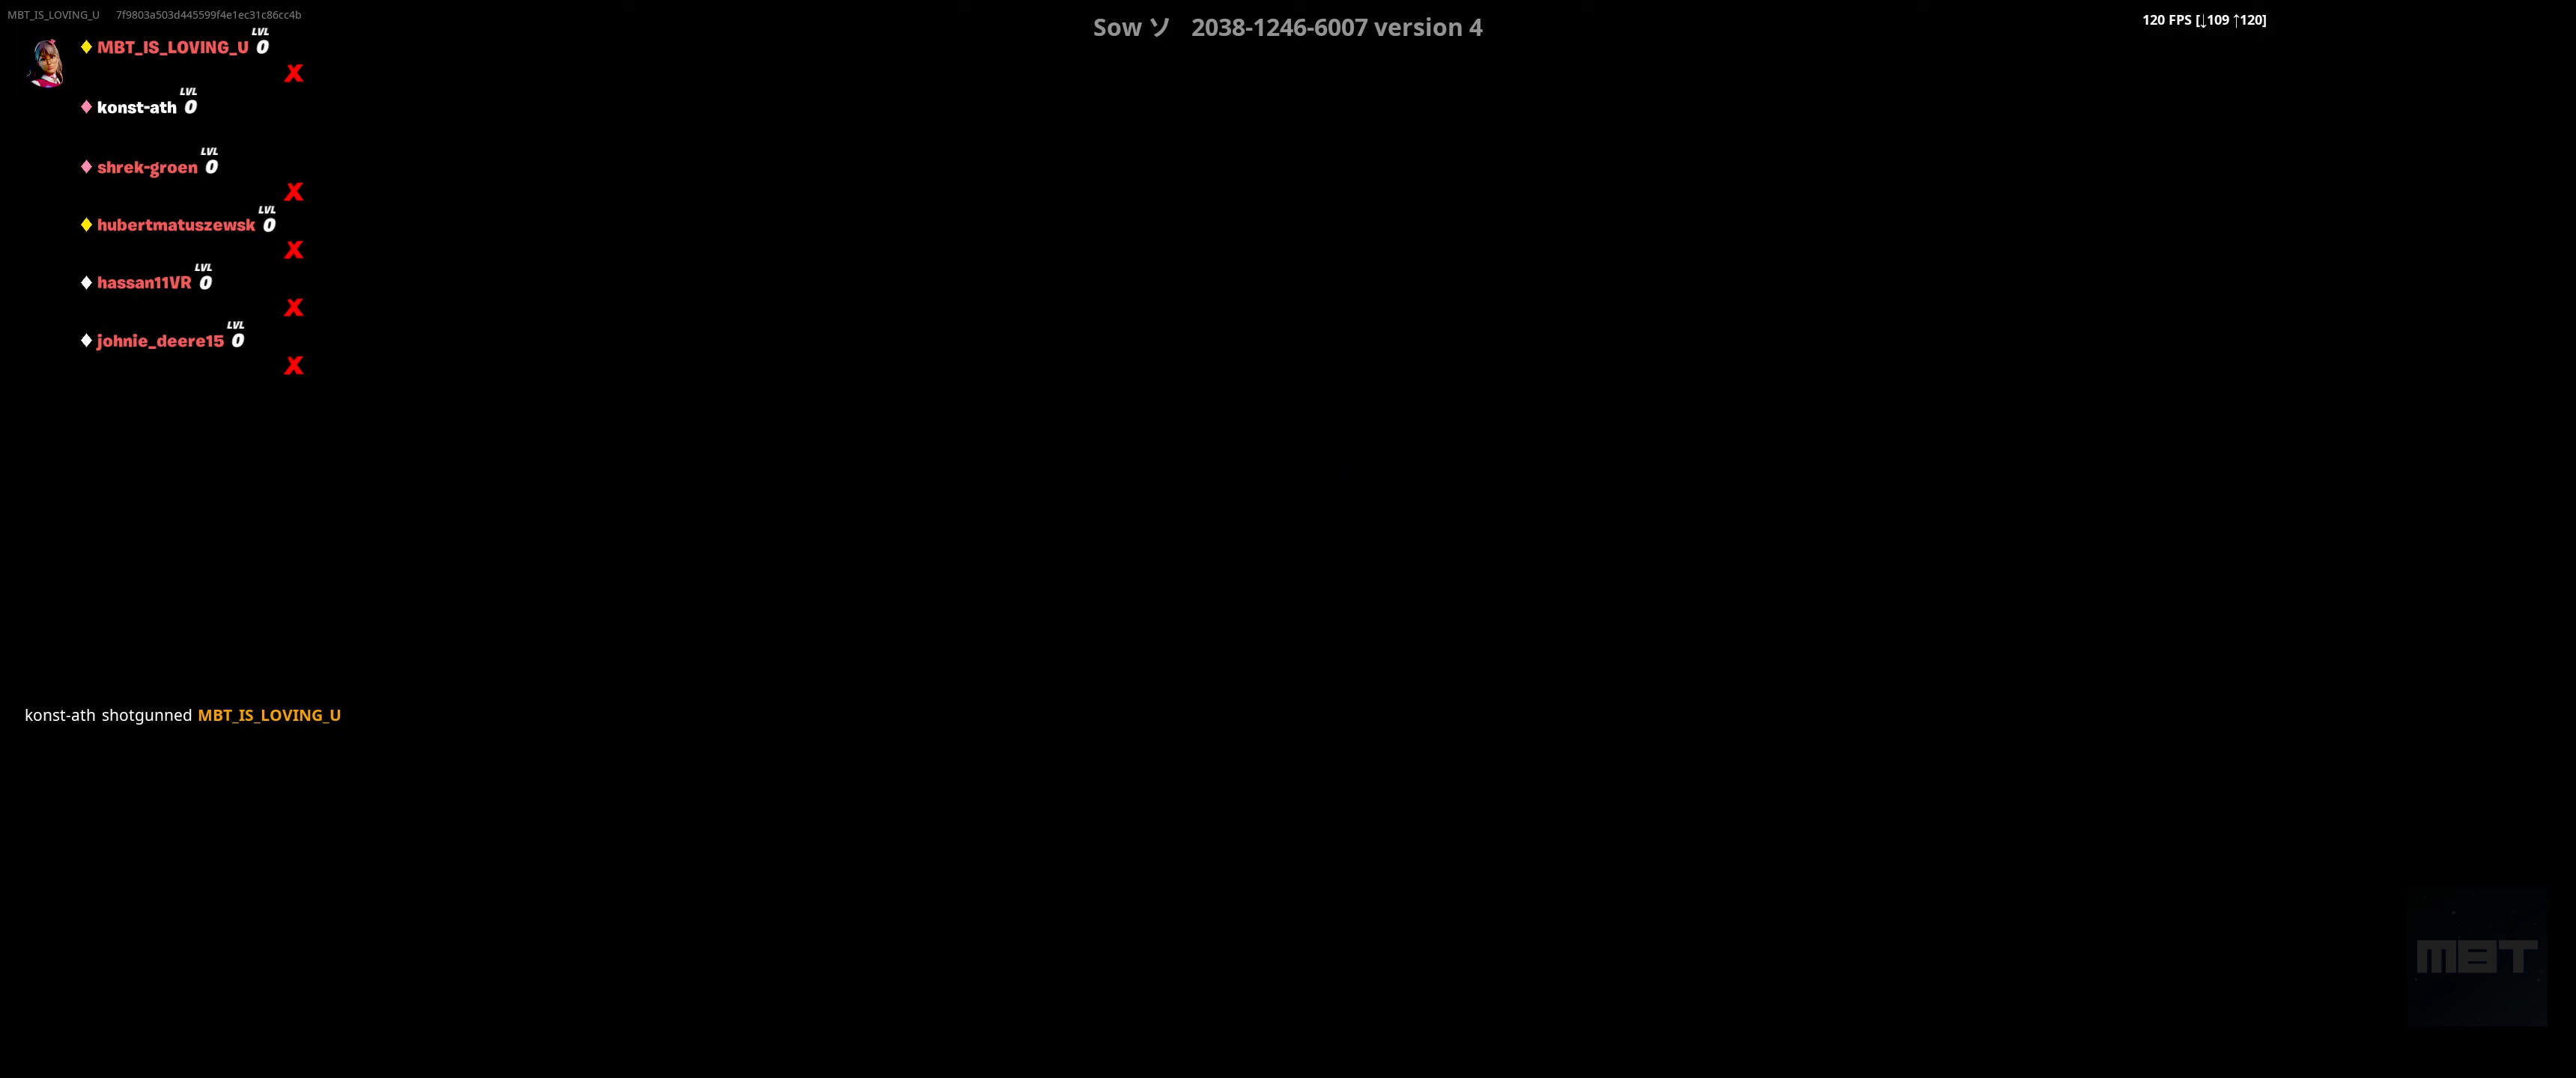 MBT_IS_LOVING_U 7f9803a503d445599f4e1ec31c86cc4b
Sow ソ 2038-1246-6007 version 4
120 FPS [↓109 ↑120]
MBT_IS_LOVING_U LVL 0
X
konst-ath LVL 0
shrek-groen LVL 0
X
hubertmatuszewsk LVL 0
X
hassan11VR LVL 0
X
johnie_deere15 LVL 0
X
konst-ath shotgunned MBT_IS_LOVING_U
MBT